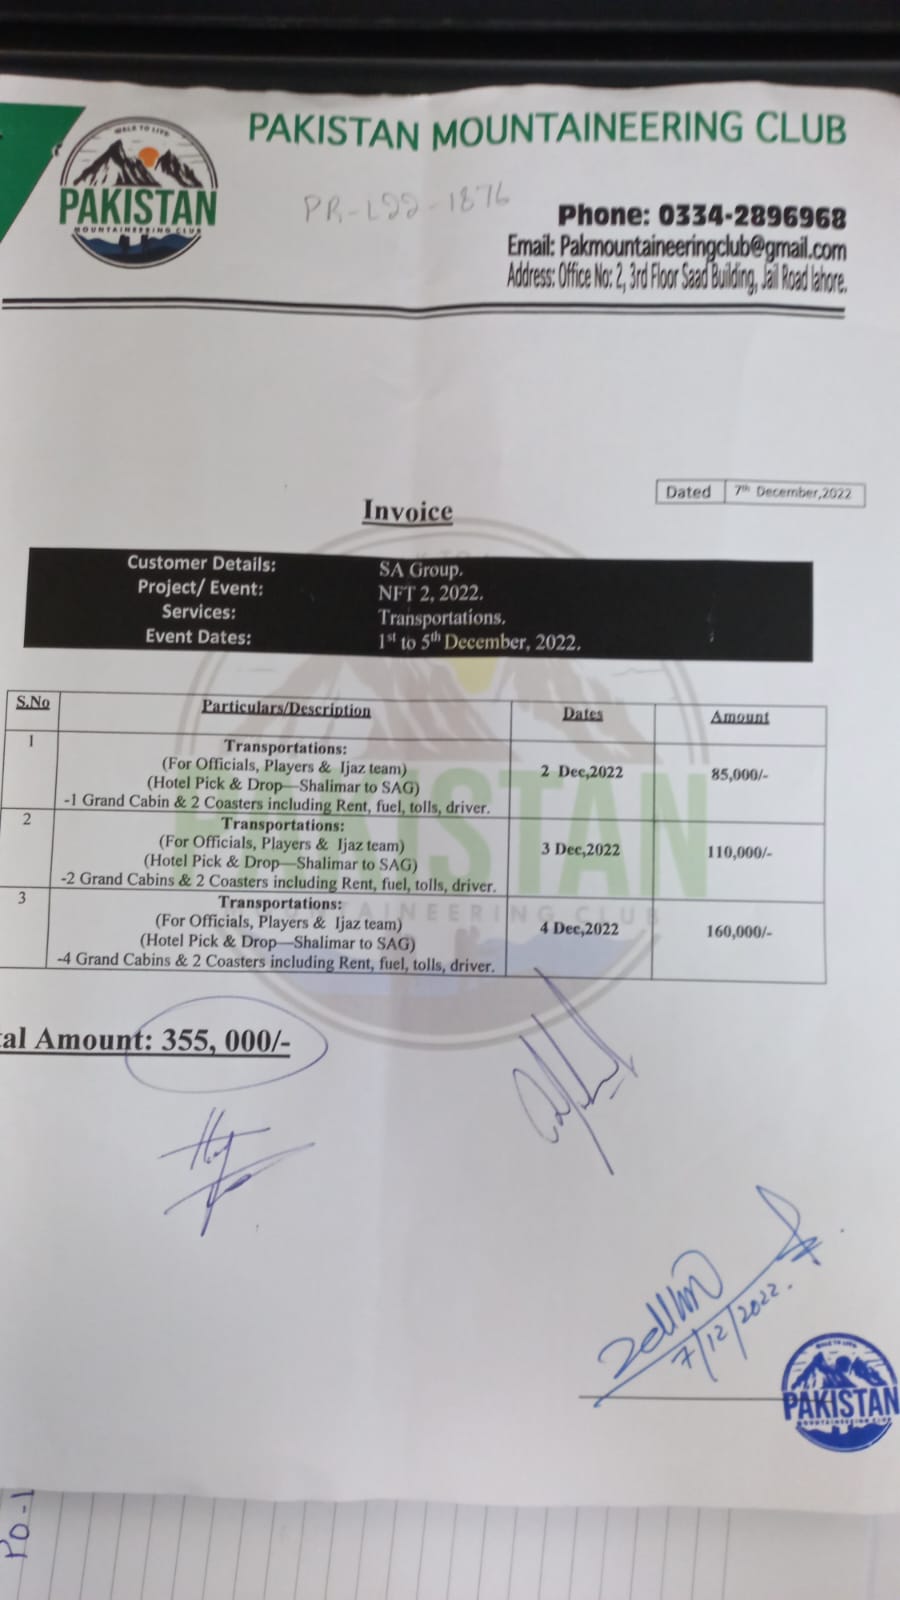 PAKISTAN MOUNTAINEERING CLUB
WALK TO LIVE
PAKISTAN
MOUNTAINEERING CLUB
PR-L22-1876
Phone: 0334-2896968
Email: Pakmountaineeringclub@gmail.com
Address: Office No: 2, 3rd Floor Saad Building, Jail Road lahore.
Dated 7th December,2022
Invoice
Customer Details: SA Group.
Project/ Event: NFT 2, 2022.
Services: Transportations.
Event Dates: 1st to 5th December, 2022.
S.No Particulars/Description Dates Amount
1 Transportations:
(For Officials, Players & Ijaz team)
(Hotel Pick & Drop—Shalimar to SAG)
-1 Grand Cabin & 2 Coasters including Rent, fuel, tolls, driver.
2 Dec,2022 85,000/-
2 Transportations:
(For Officials, Players & Ijaz team)
(Hotel Pick & Drop—Shalimar to SAG)
-2 Grand Cabins & 2 Coasters including Rent, fuel, tolls, driver.
3 Dec,2022 110,000/-
3 Transportations:
(For Officials, Players & Ijaz team)
(Hotel Pick & Drop—Shalimar to SAG)
-4 Grand Cabins & 2 Coasters including Rent, fuel, tolls, driver.
4 Dec,2022 160,000/-
PAKISTAN
MOUNTAINEERING CLUB
tal Amount: 355, 000/-
7/12/2022.
WALK TO LIVE
PAKISTAN
MOUNTAINEERING CLUB
PO-1